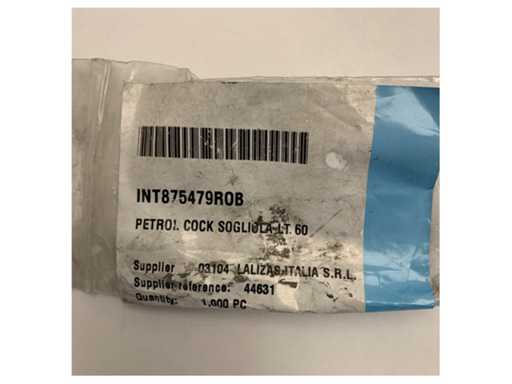 INT875479ROB
PETROL COCK SOGLIOLA LT. 60
Supplier 03104 LALIZAS ITALIA S.R.L.
Supplier reference: 44631
Quantity: 1,000 PC